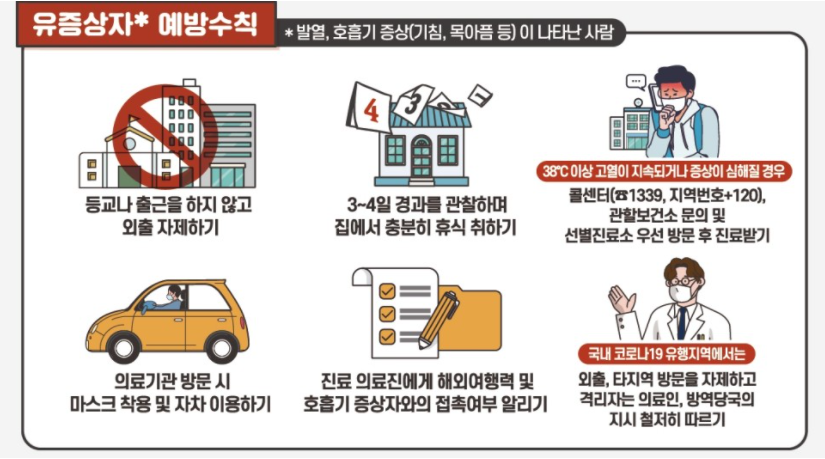 유증상자* 예방수칙
* 발열, 호흡기 증상(기침, 목아픔 등) 이 나타난 사람
등교나 출근을 하지 않고
외출 자제하기
4 3 1
3~4일 경과를 관찰하며
집에서 충분히 휴식 취하기
38℃ 이상 고열이 지속되거나 증상이 심해질 경우
콜센터(☎1339, 지역번호+120),
관할보건소 문의 및
선별진료소 우선 방문 후 진료받기
의료기관 방문 시
마스크 착용 및 자차 이용하기
진료 의료진에게 해외여행력 및
호흡기 증상자와의 접촉여부 알리기
국내 코로나19 유행지역에서는
외출, 타지역 방문을 자제하고
격리자는 의료인, 방역당국의
지시 철저히 따르기